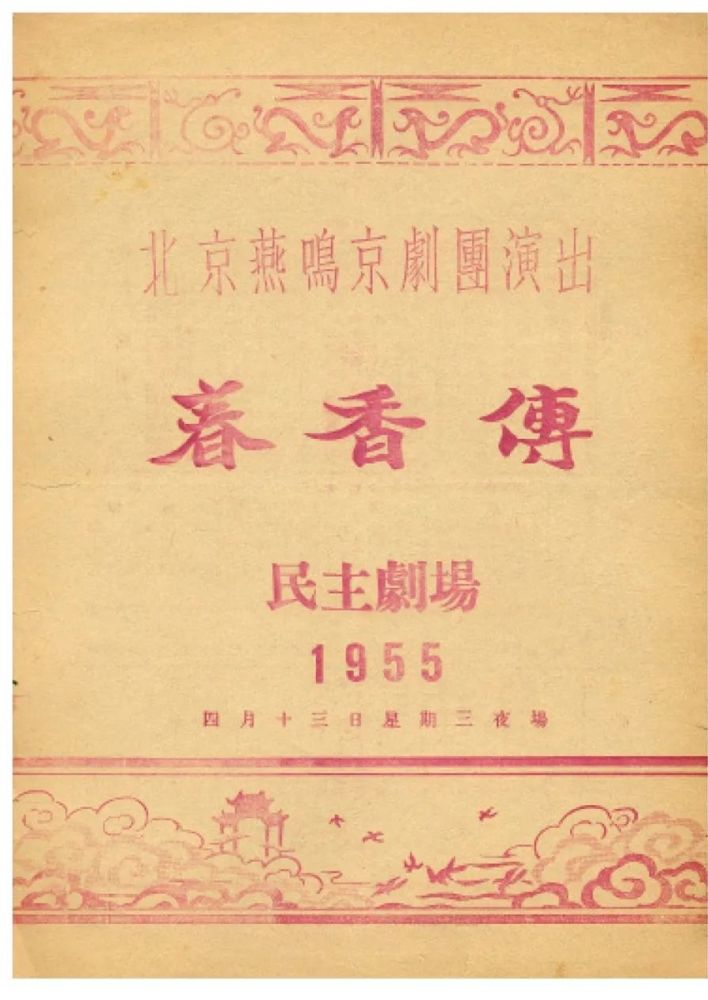 北京燕鳴京劇團演出
春香傳
民主劇場
1955
四月十三日星期三夜場